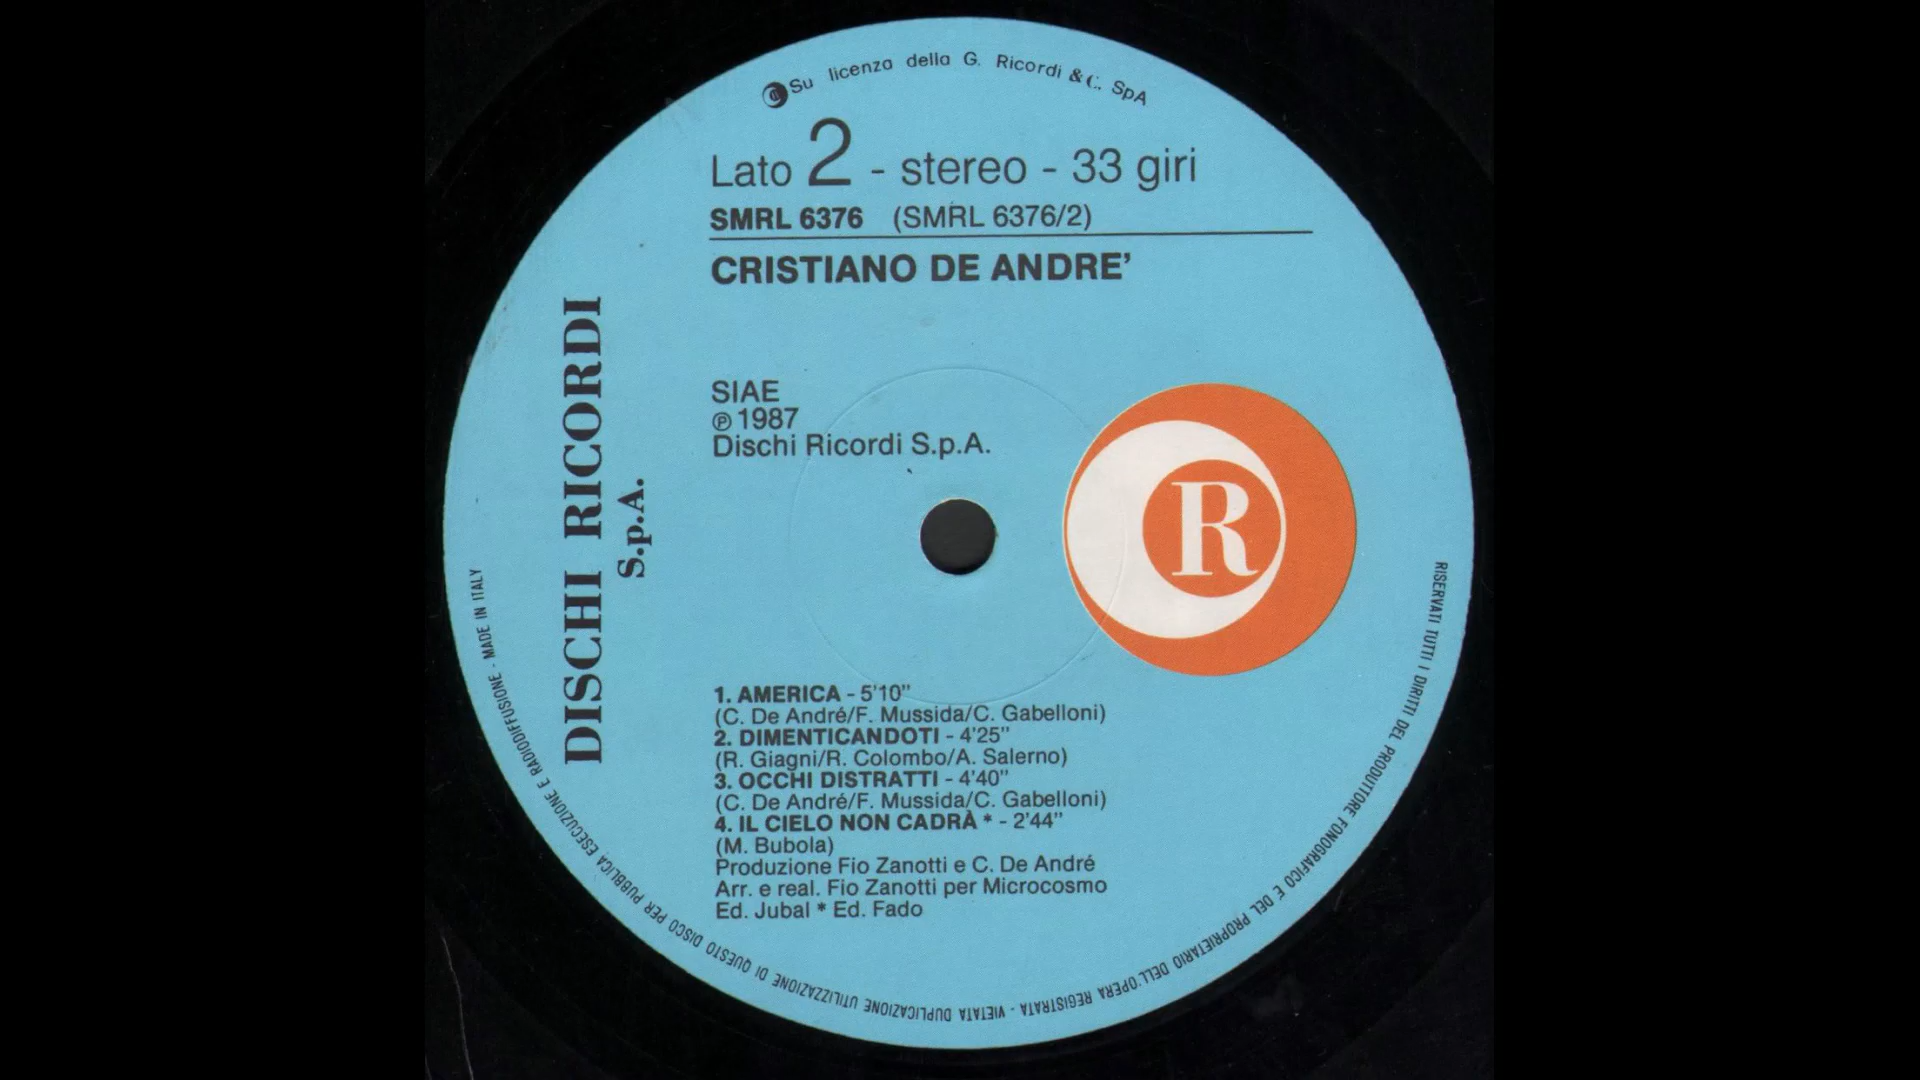 Su licenza della G. Ricordi & C. SpA
Lato 2 - stereo - 33 giri
SMRL 6376 (SMRL 6376/2)
CRISTIANO DE ANDRE'
SIAE
℗ 1987
Dischi Ricordi S.p.A.
DISCHI RICORDI
S.p.A.
R
1. AMERICA - 5'10"
(C. De André/F. Mussida/C. Gabelloni)
2. DIMENTICANDOTI - 4'25"
(R. Giagni/R. Colombo/A. Salerno)
3. OCCHI DISTRATTI - 4'40"
(C. De André/F. Mussida/C. Gabelloni)
4. IL CIELO NON CADRÀ * - 2'44"
(M. Bubola)
Produzione Fio Zanotti e C. De André
Arr. e real. Fio Zanotti per Microcosmo
Ed. Jubal * Ed. Fado
RISERVATI TUTTI I DIRITTI DEL PRODUTTORE FONOGRAFICO E DEL PROPRIETARIO DELL'OPERA REGISTRATA - VIETATA DUPLICAZIONE UTILIZZAZIONE DI QUESTO DISCO PER PUBBLICA ESECUZIONE E RADIODIFFUSIONE - MADE IN ITALY